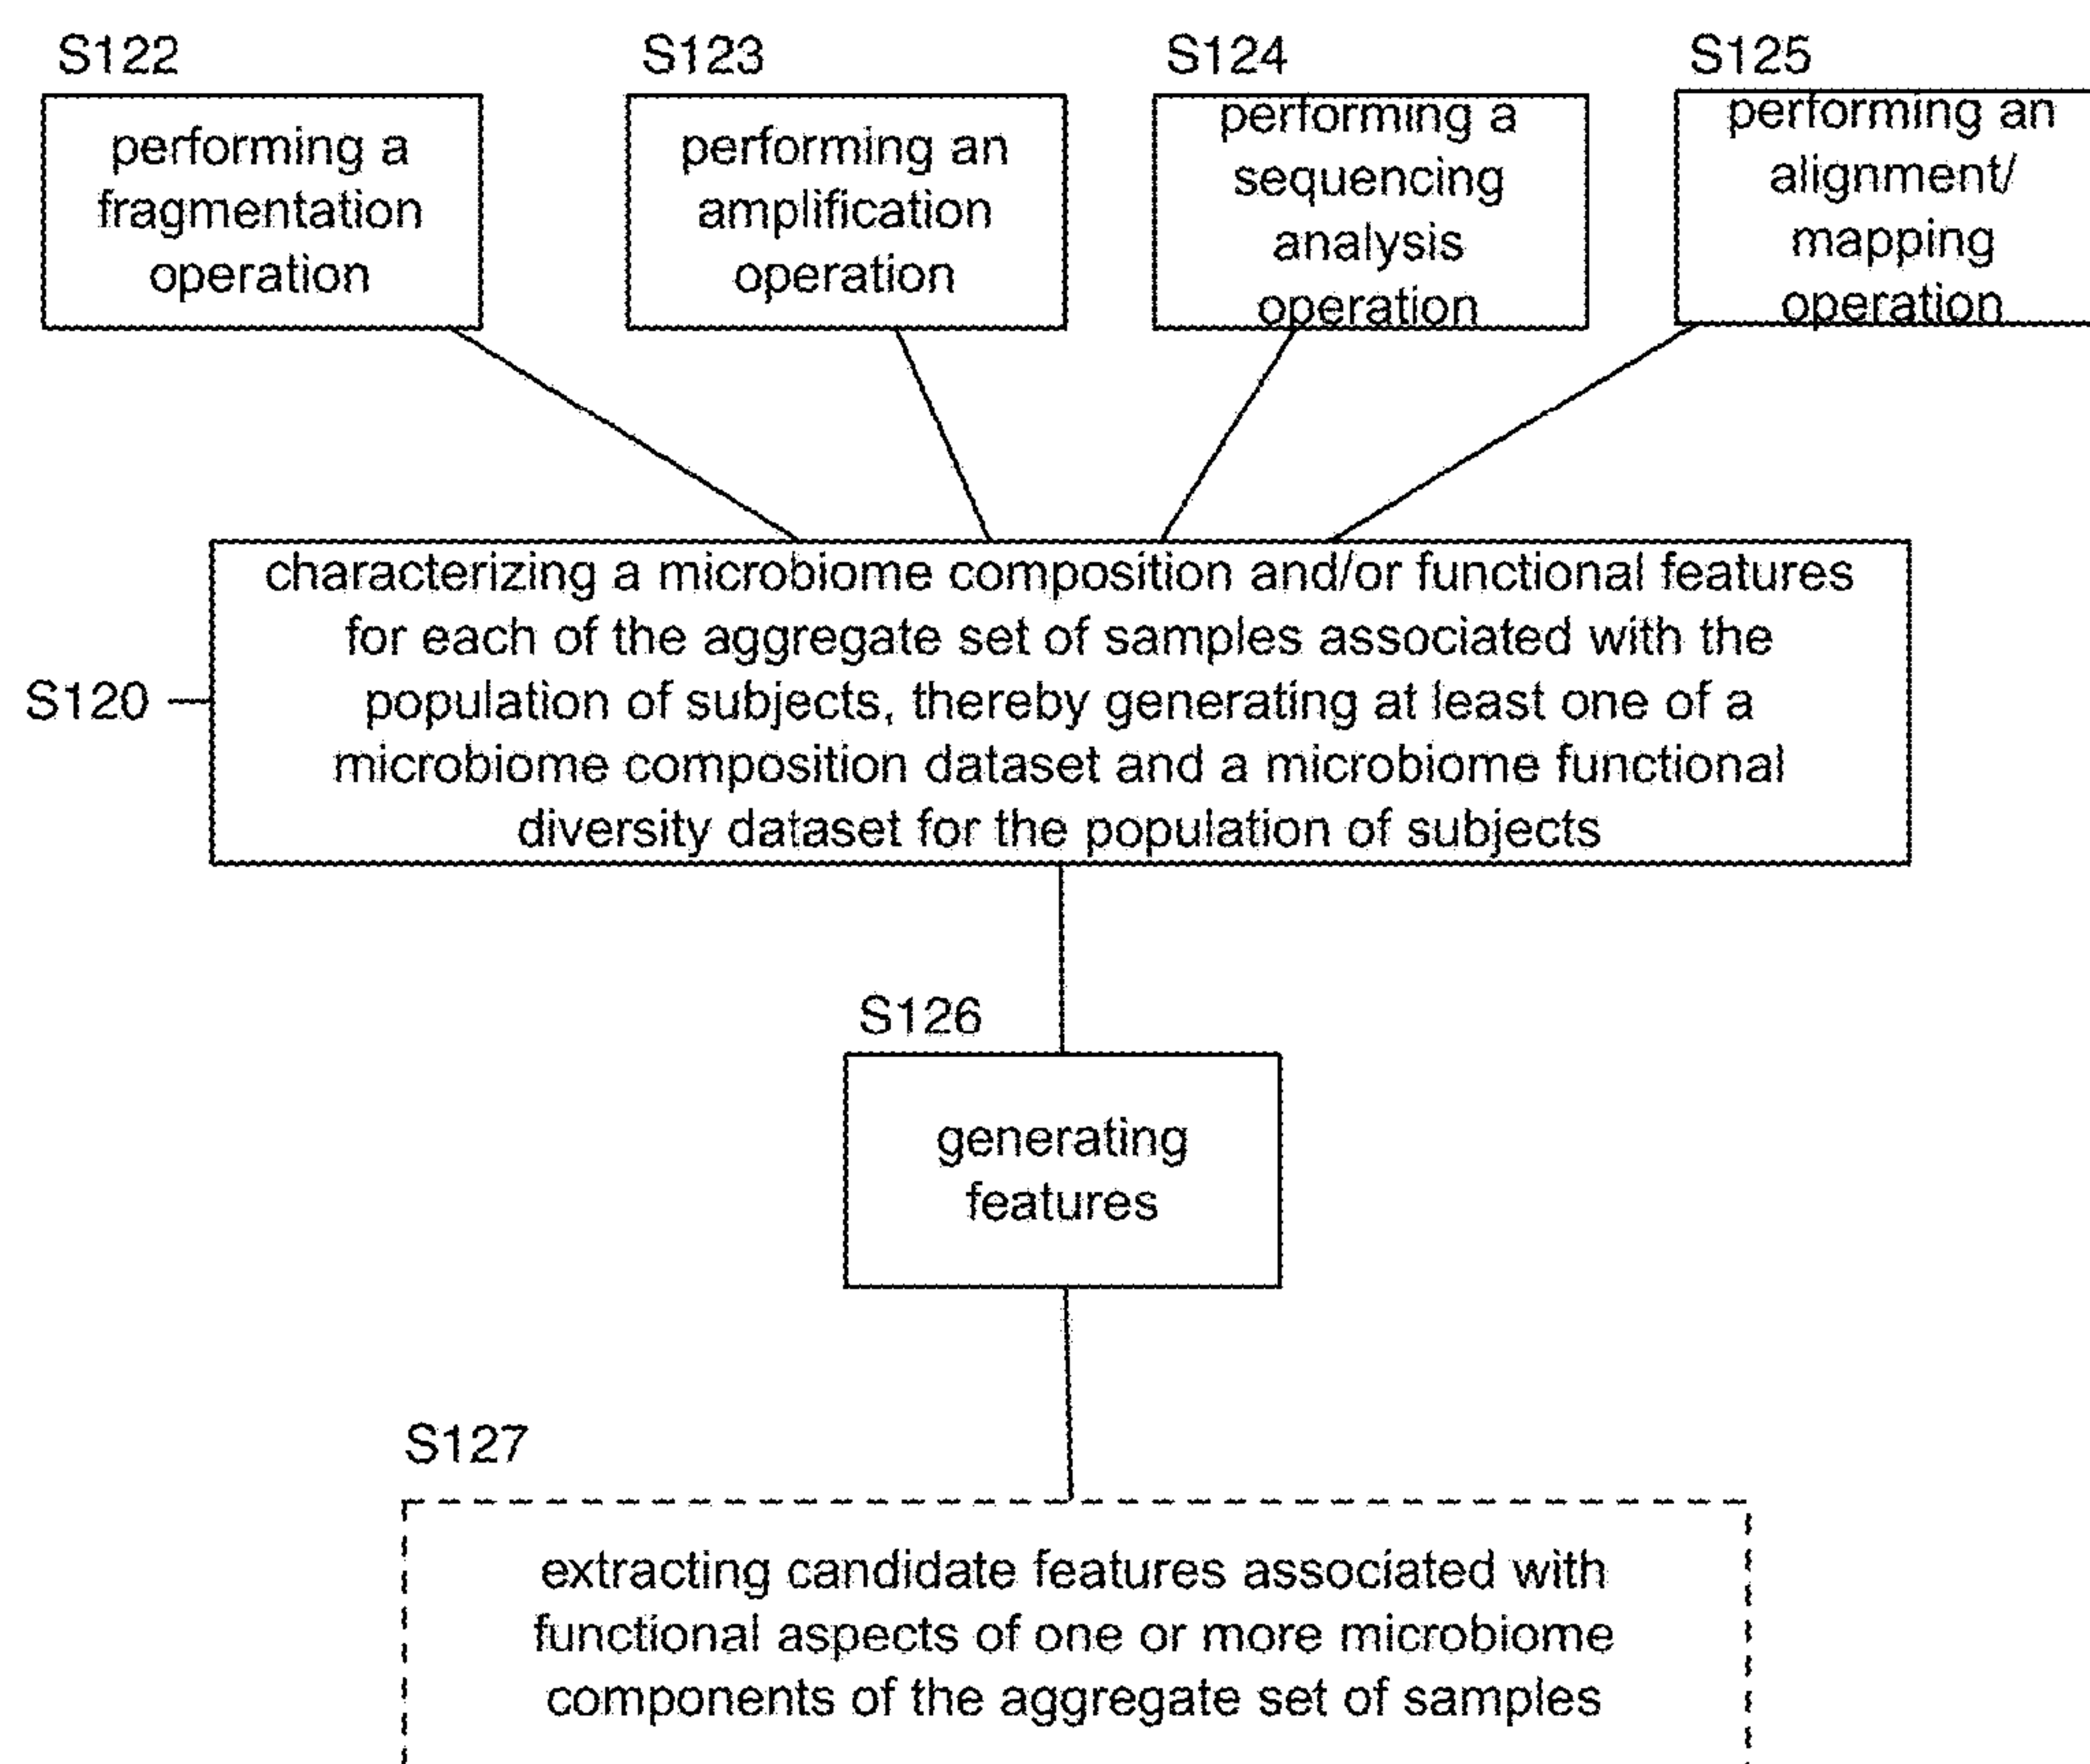 S122
performing a
fragmentation
operation
S123
performing an
amplification
operation
S124
performing a
sequencing
analysis
operation
S125
performing an
alignment/
mapping
operation
S120
characterizing a microbiome composition and/or functional features
for each of the aggregate set of samples associated with the
population of subjects, thereby generating at least one of a
microbiome composition dataset and a microbiome functional
diversity dataset for the population of subjects
S126
generating
features
S127
extracting candidate features associated with
functional aspects of one or more microbiome
components of the aggregate set of samples